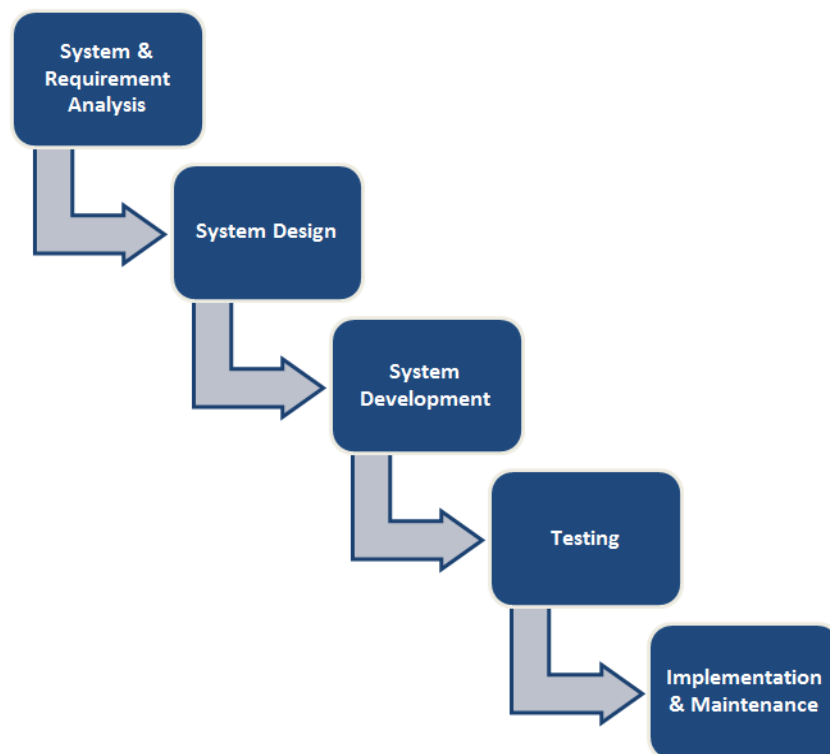 System &
Requirement
Analysis
System Design
System
Development
Testing
Implementation
& Maintenance